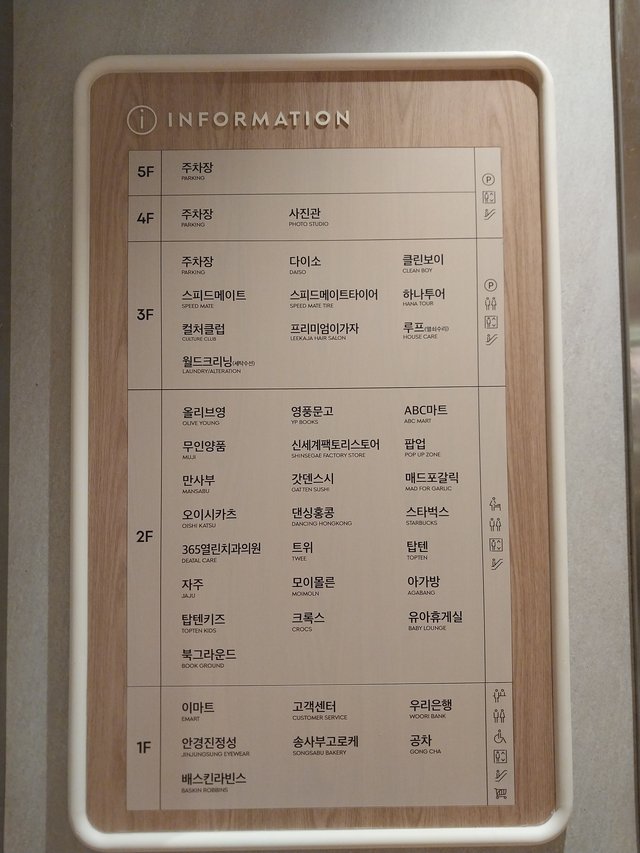 INFORMATION
5F
주차장
PARKING
4F
주차장 사진관
PARKING PHOTO STUDIO
3F
주차장 다이소 클린보이
PARKING DAISO CLEAN BOY
스피드메이트 스피드메이트타이어 하나투어
SPEED MATE SPEED MATE TIRE HANA TOUR
컬처클럽 프리미엄이가자 루프(열쇠수리)
CULTURE CLUB LEEKAJA HAIR SALON HOUSE CARE
월드크리닝(세탁수선)
LAUNDRY/ALTERATION
2F
올리브영 영풍문고 ABC마트
OLIVE YOUNG YP BOOKS ABC MART
무인양품 신세계팩토리스토어 팝업
MUJI SHINSEGAE FACTORY STORE POP UP ZONE
만사부 갓덴스시 매드포갈릭
MANSABU GATTEN SUSHI MAD FOR GARLIC
오이시카츠 댄싱홍콩 스타벅스
OISHI KATSU DANCING HONGKONG STARBUCKS
365열린치과의원 트위 탑텐
DEATAL CARE TWEE TOPTEN
자주 모이몰른 아가방
JAJU MOIMOLN AGABANG
탑텐키즈 크록스 유아휴게실
TOPTEN KIDS CROCS BABY LOUNGE
북그라운드
BOOK GROUND
1F
이마트 고객센터 우리은행
EMART CUSTOMER SERVICE WOORI BANK
안경진정성 송사부고로케 공차
JINJUNGSUNG EYEWEAR SONGSABU BAKERY GONG CHA
배스킨라빈스
BASKIN ROBBINS